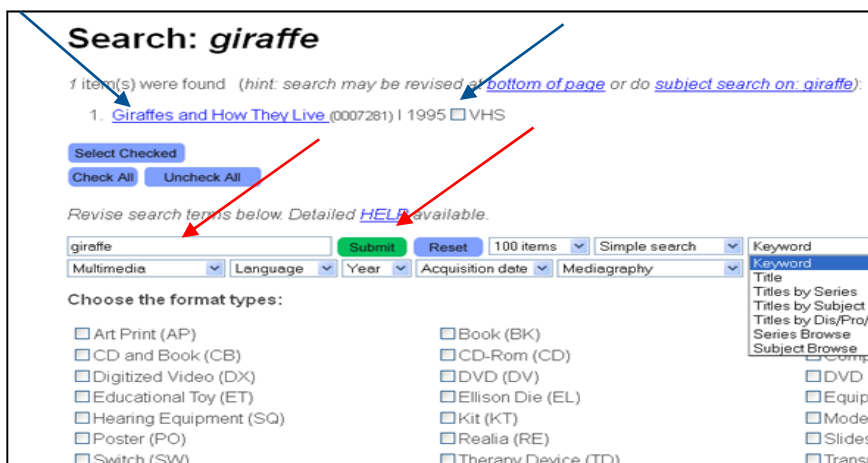 Search: giraffe
1 item(s) were found (hint: search may be revised at bottom of page or do subject search on: giraffe):
1. Giraffes and How They Live (0007281) | 1995 VHS
Select Checked
Check All Uncheck All
Revise search terms below. Detailed HELP available.
giraffe Submit Reset 100 items Simple search Keyword
Multimedia Language Year Acquisition date Mediagraphy Keyword
Title
Titles by Series
Titles by Subject
Titles by Dis/Pro/
Series Browse
Subject Browse
Choose the format types:
Art Print (AP) Book (BK)
CD and Book (CB) CD-Rom (CD)
Digitized Video (DX) DVD (DV) DVD
Educational Toy (ET) Ellison Die (EL) Equip
Hearing Equipment (SQ) Kit (KT) Mode
Poster (PO) Realia (RE) Slides
Switch (SW) Therapy Device (TD) Trans